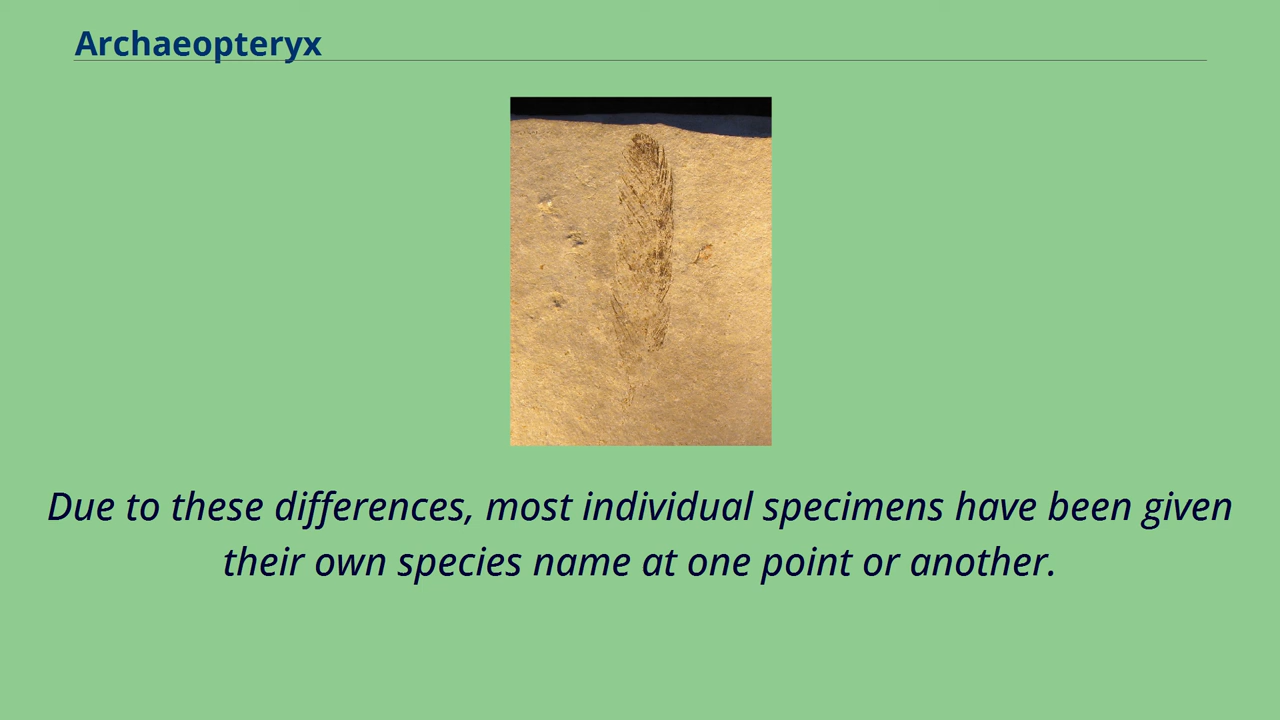 Archaeopteryx
Due to these differences, most individual specimens have been given
their own species name at one point or another.